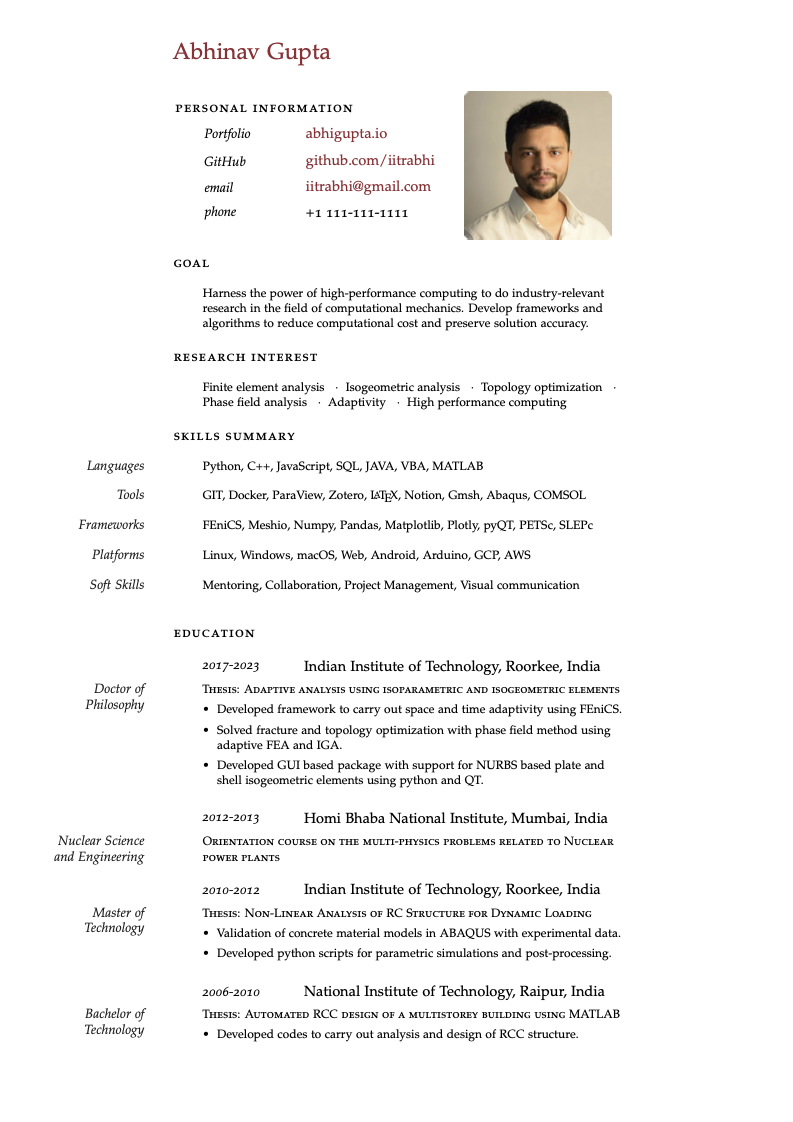 Abhinav Gupta
PERSONAL INFORMATION
Portfolio abhigupta.io
GitHub github.com/iitrabhi
email iitrabhi@gmail.com
phone +1 111-111-1111
GOAL
Harness the power of high-performance computing to do industry-relevant
research in the field of computational mechanics. Develop frameworks and
algorithms to reduce computational cost and preserve solution accuracy.
RESEARCH INTEREST
Finite element analysis · Isogeometric analysis · Topology optimization ·
Phase field analysis · Adaptivity · High performance computing
SKILLS SUMMARY
Languages Python, C++, JavaScript, SQL, JAVA, VBA, MATLAB
Tools GIT, Docker, ParaView, Zotero, LATEX, Notion, Gmsh, Abaqus, COMSOL
Frameworks FEniCS, Meshio, Numpy, Pandas, Matplotlib, Plotly, pyQT, PETSc, SLEPc
Platforms Linux, Windows, macOS, Web, Android, Arduino, GCP, AWS
Soft Skills Mentoring, Collaboration, Project Management, Visual communication
EDUCATION
2017-2023 Indian Institute of Technology, Roorkee, India
Doctor of
Philosophy
Thesis: Adaptive analysis using isoparametric and isogeometric elements
• Developed framework to carry out space and time adaptivity using FEniCS.
• Solved fracture and topology optimization with phase field method using
adaptive FEA and IGA.
• Developed GUI based package with support for NURBS based plate and
shell isogeometric elements using python and QT.
2012-2013 Homi Bhaba National Institute, Mumbai, India
Nuclear Science
and Engineering
Orientation course on the multi-physics problems related to Nuclear
power plants
2010-2012 Indian Institute of Technology, Roorkee, India
Master of
Technology
Thesis: Non-Linear Analysis of RC Structure for Dynamic Loading
• Validation of concrete material models in ABAQUS with experimental data.
• Developed python scripts for parametric simulations and post-processing.
2006-2010 National Institute of Technology, Raipur, India
Bachelor of
Technology
Thesis: Automated RCC design of a multistorey building using MATLAB
• Developed codes to carry out analysis and design of RCC structure.